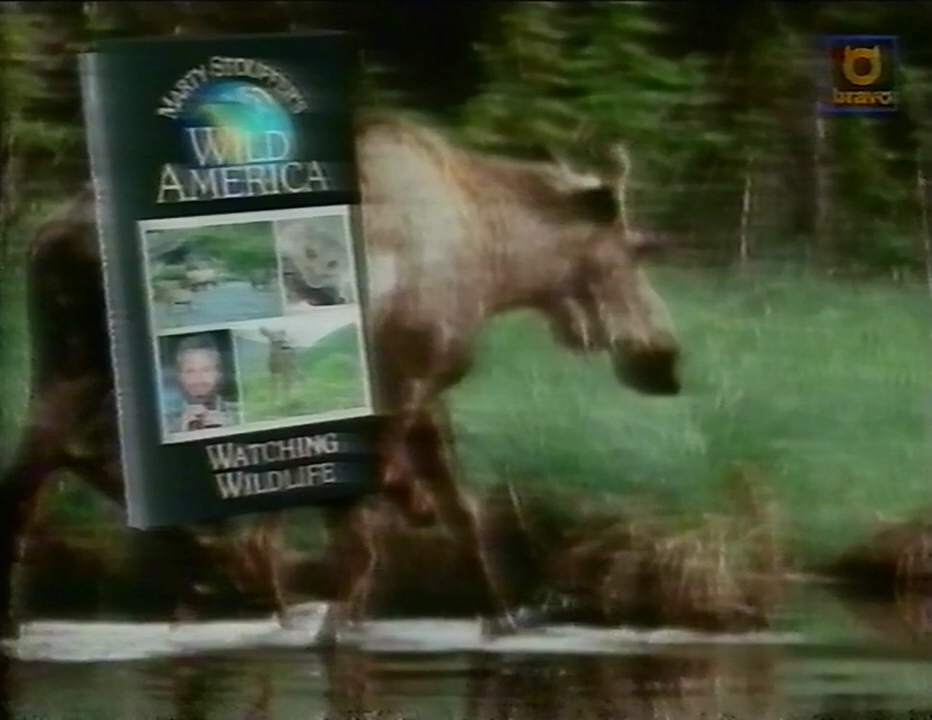 MARTY STOUFFER'S
WILD
AMERICA
WATCHING
WILDLIFE
bravo